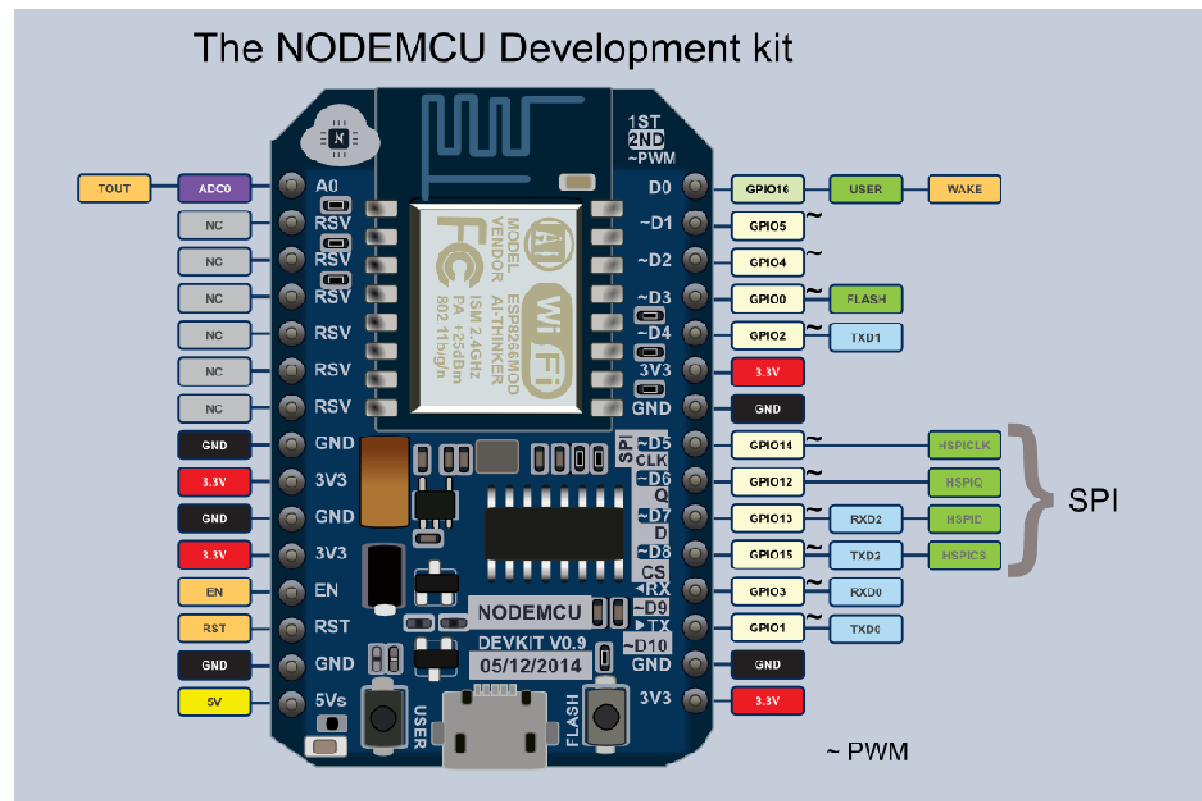 The NODEMCU Development kit
1ST
2ND
~PWM
TOUT ADC0 A0 D0 GPIO16 USER WAKE
NC RSV ~D1 GPIO5 ~
NC RSV ~D2 GPIO4 ~
NC RSV ~D3 GPIO0 ~ FLASH
NC RSV ~D4 GPIO2 ~ TXD1
NC RSV 3V3 3.3V
NC RSV GND GND
GND GND ~D5 GPIO14 ~ HSPICLK
3.3V 3V3 ~D6 GPIO12 ~ HSPIQ
GND GND ~D7 GPIO13 ~ RXD2 HSPID
3.3V 3V3 ~D8 GPIO15 ~ TXD2 HSPICS
EN EN ◄RX GPIO3 ~ RXD0
RST RST ►TX GPIO1 ~ TXD0
GND GND GND GND
5V 5Vs 3V3 3.3V
SPI
CLK
Q
D
CS
~D9
~D10
SPI
AI
WiFi
FC
MODEL ESP8266MOD
VENDOR AI-THINKER
ISM 2.4GHz
PA +25dBm
802.11b/g/n
NODEMCU
DEVKIT V0.9
05/12/2014
USER
FLASH
~ PWM